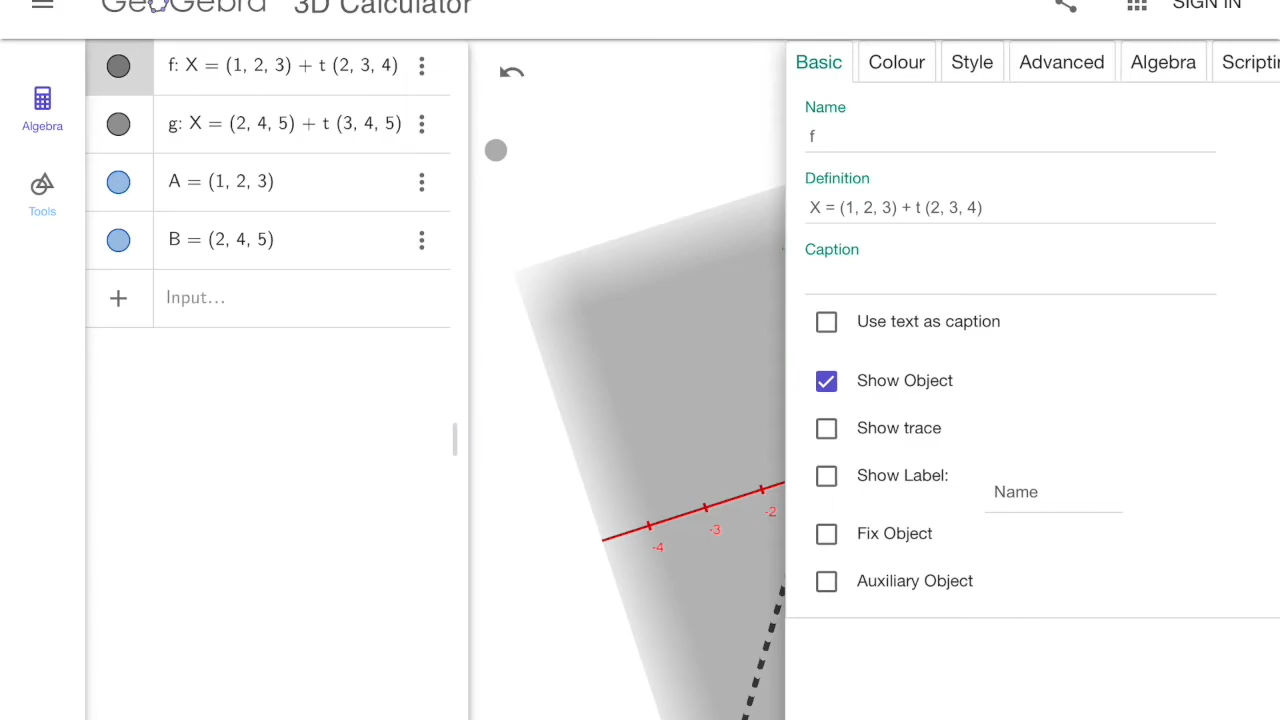 GeoGebra 3D Calculator
SIGN IN
Algebra
Tools
f: X = (1, 2, 3) + t (2, 3, 4)
g: X = (2, 4, 5) + t (3, 4, 5)
A = (1, 2, 3)
B = (2, 4, 5)
+ Input...
-4
-3
-2
Basic Colour Style Advanced Algebra Scripti
Name
f
Definition
X = (1, 2, 3) + t (2, 3, 4)
Caption
Use text as caption
Show Object
Show trace
Show Label:
Name
Fix Object
Auxiliary Object